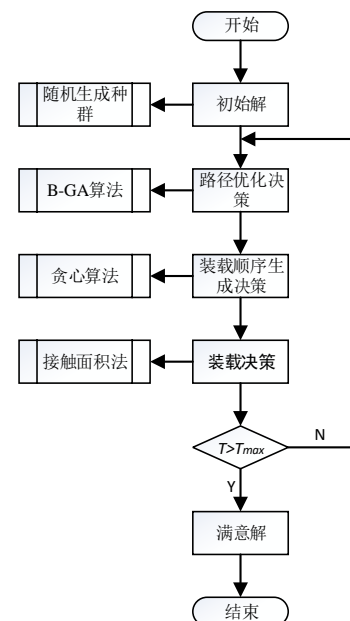 开始
随机生成种
群
初始解
B-GA算法
路径优化决
策
贪心算法
装载顺序生
成决策
接触面积法
装载决策
T>Tmax
N
Y
满意解
结束